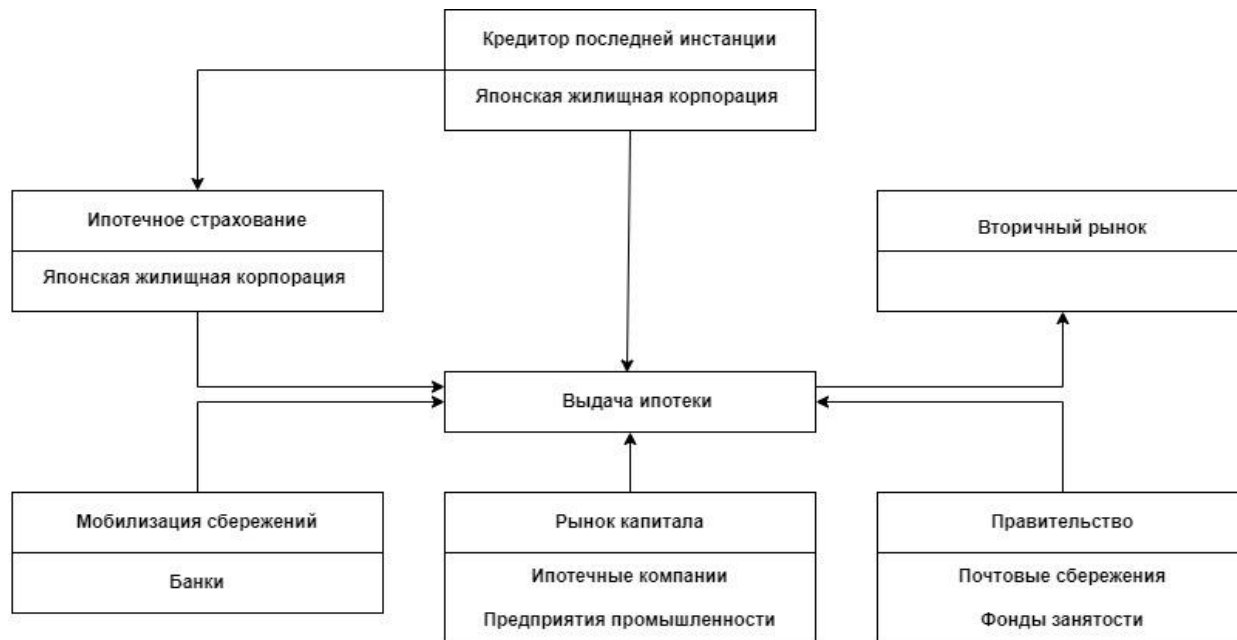 Кредитор последней инстанции
Японская жилищная корпорация
Ипотечное страхование
Японская жилищная корпорация
Вторичный рынок
Выдача ипотеки
Мобилизация сбережений
Банки
Рынок капитала
Ипотечные компании
Предприятия промышленности
Правительство
Почтовые сбережения
Фонды занятости